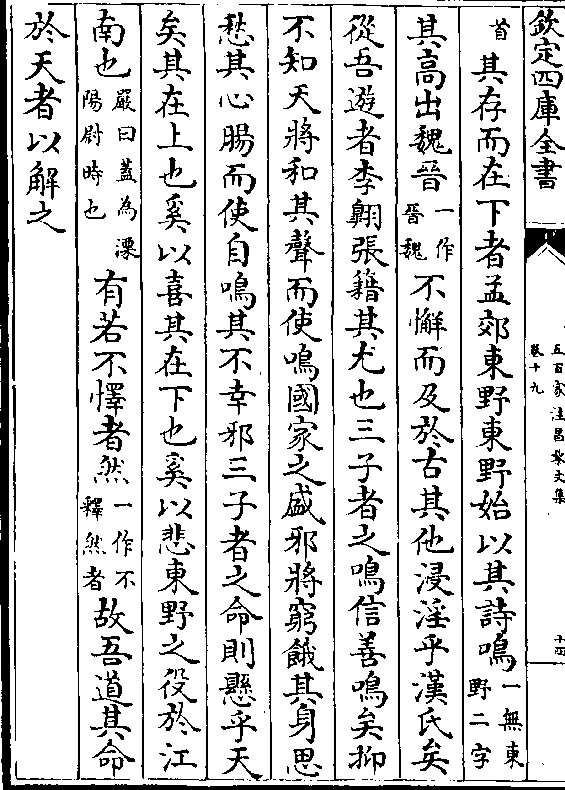 欽定四庫全書
五百家注昌黎文集
卷十九
十四
首其存而在下者孟郊東野東野始以其詩鳴一無東野二字
其高出魏晉一作晉魏不懈而及於古其他浸淫乎漢氏矣
從吾遊者李翺張籍其尤也三子者之鳴信善鳴矣抑
不知天將和其聲而使鳴國家之盛邪將窮餓其身思
愁其心腸而使自鳴其不幸邪三子者之命則懸乎天
矣其在上也奚以喜其在下也奚以悲東野之役於江
南也嚴曰蓋為溧陽尉時也有若不懌者然一作不釋然者故吾道其命
於天者以解之